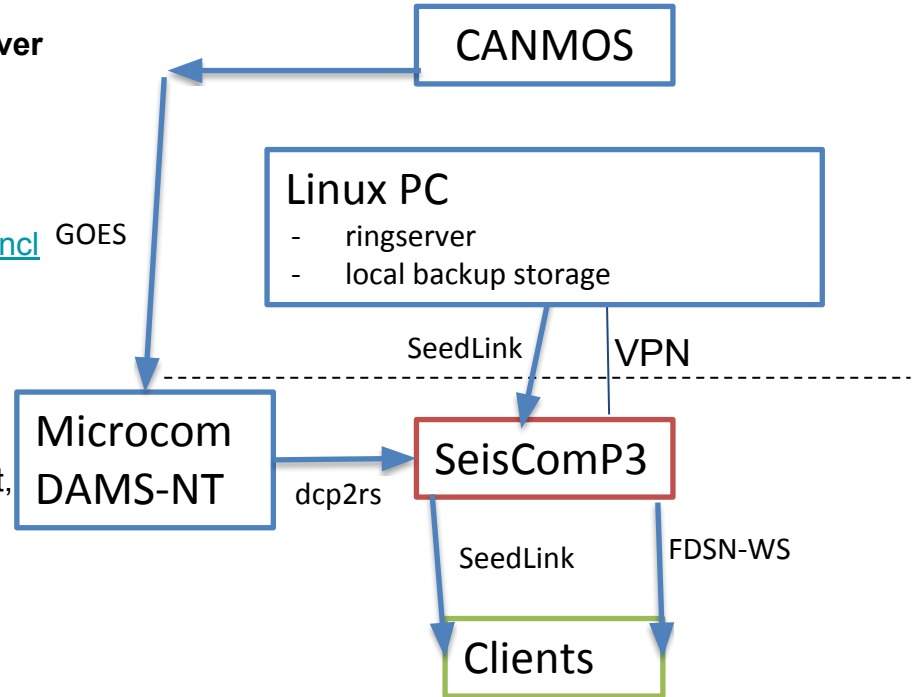 ver
CANMOS
Linux PC
- ringserver
- local backup storage
ncl
GOES
SeedLink
VPN
Microcom
DAMS-NT
t,
dcp2rs
SeisComP3
SeedLink
FDSN-WS
Clients